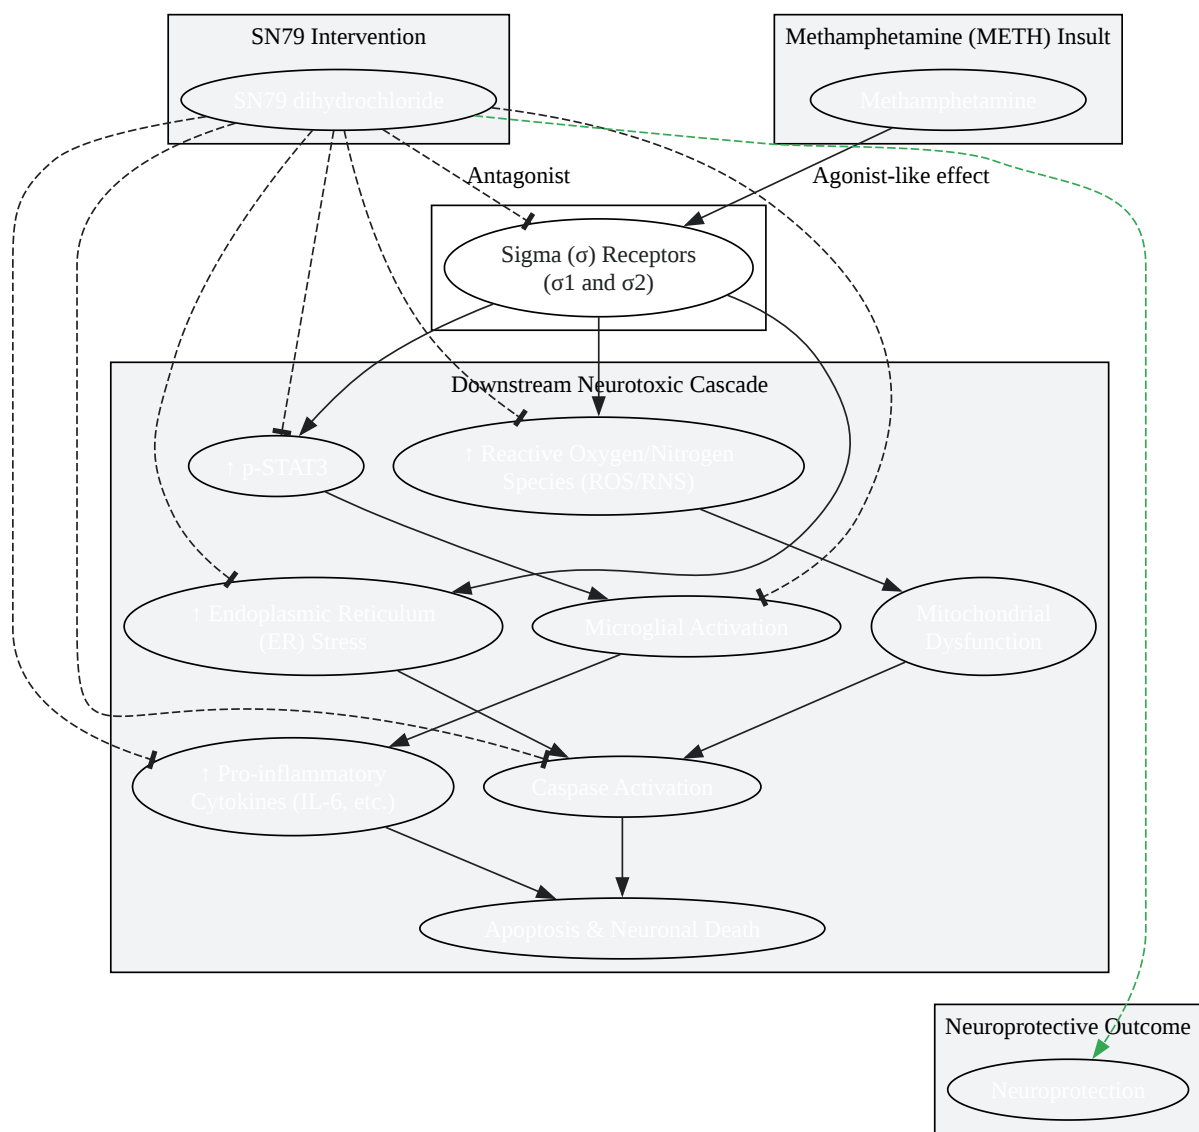 SN79 Intervention
Methamphetamine (METH) Insult
SN79 dihydrochloride
Methamphetamine
Antagonist
Agonist-like effect
Sigma (σ) Receptors
(σ1 and σ2)
Downstream Neurotoxic Cascade
↑ p-STAT3
↑ Reactive Oxygen/Nitrogen
Species (ROS/RNS)
↑ Endoplasmic Reticulum
(ER) Stress
Microglial Activation
Mitochondrial
Dysfunction
↑ Pro-inflammatory
Cytokines (IL-6, etc.)
Caspase Activation
Apoptosis & Neuronal Death
Neuroprotective Outcome
Neuroprotection